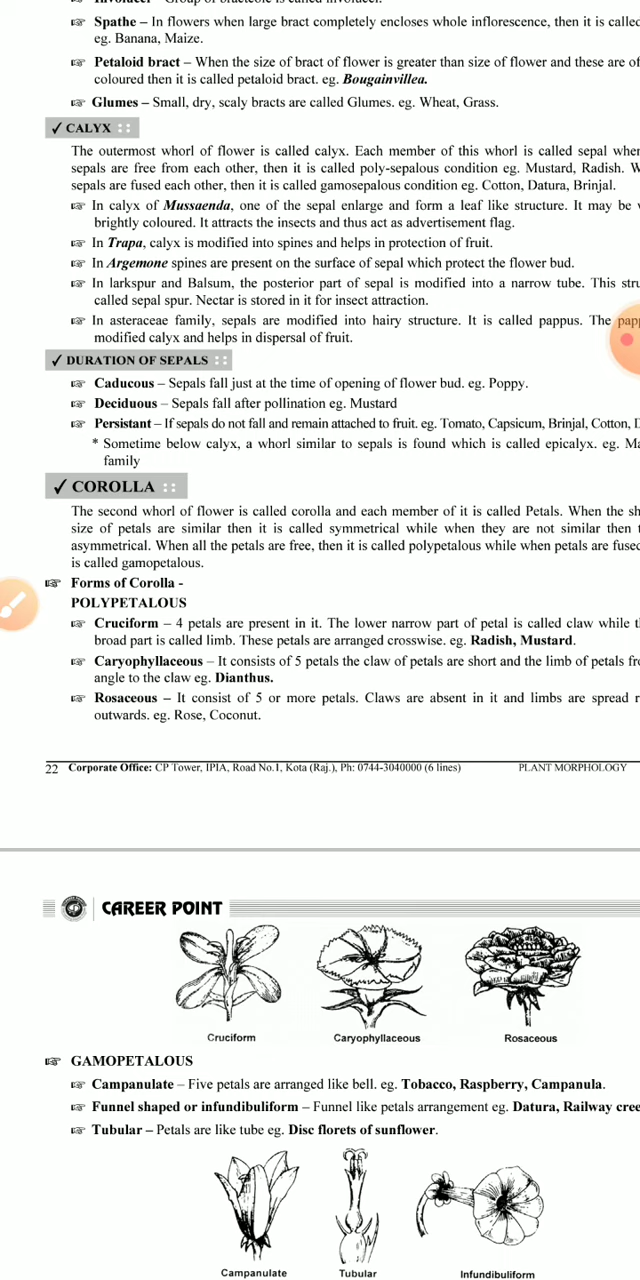 Spathe – In flowers when large bract completely encloses whole inflorescence, then it is called
eg. Banana, Maize.
Petaloid bract – When the size of bract of flower is greater than size of flower and these are of
coloured then it is called petaloid bract. eg. Bougainvillea.
Glumes – Small, dry, scaly bracts are called Glumes. eg. Wheat, Grass.
✓ CALYX
The outermost whorl of flower is called calyx. Each member of this whorl is called sepal
sepals are free from each other, then it is called poly-sepalous condition eg. Mustard, Radish.
sepals are fused each other, then it is called gamosepalous condition eg. Cotton, Datura, Brinjal.
In calyx of Mussaenda, one of the sepal enlarge and form a leaf like structure. It may be
brightly coloured. It attracts the insects and thus act as advertisement flag.
In Trapa, calyx is modified into spines and helps in protection of fruit.
In Argemone spines are present on the surface of sepal which protect the flower bud.
In larkspur and Balsum, the posterior part of sepal is modified into a narrow tube. This
called sepal spur. Nectar is stored in it for insect attraction.
In asteraceae family, sepals are modified into hairy structure. It is called pappus. The
modified calyx and helps in dispersal of fruit.
✓ DURATION OF SEPALS
Caducous – Sepals fall just at the time of opening of flower bud. eg. Poppy.
Deciduous – Sepals fall after pollination eg. Mustard
Persistant – If sepals do not fall and remain attached to fruit. eg. Tomato, Capsicum, Brinjal, Cotton,
* Sometime below calyx, a whorl similar to sepals is found which is called epicalyx. eg.
family
✓ COROLLA
The second whorl of flower is called corolla and each member of it is called Petals. When the
size of petals are similar then it is called symmetrical while when they are not similar then
asymmetrical. When all the petals are free, then it is called polypetalous while when petals are fused
is called gamopetalous.
Forms of Corolla -
POLYPETALOUS
Cruciform – 4 petals are present in it. The lower narrow part of petal is called claw while
broad part is called limb. These petals are arranged crosswise. eg. Radish, Mustard.
Caryophyllaceous – It consists of 5 petals the claw of petals are short and the limb of petals
angle to the claw eg. Dianthus.
Rosaceous – It consist of 5 or more petals. Claws are absent in it and limbs are spread
outwards. eg. Rose, Coconut.
22 Corporate Office: CP Tower, IPIA, Road No.1, Kota (Raj.), Ph: 0744-3040000 (6 lines) PLANT MORPHOLOGY
CAREER POINT
Cruciform Caryophyllaceous Rosaceous
GAMOPETALOUS
Campanulate – Five petals are arranged like bell. eg. Tobacco, Raspberry, Campanula.
Funnel shaped or infundibuliform – Funnel like petals arrangement eg. Datura, Railway
Tubular – Petals are like tube eg. Disc florets of sunflower.
Campanulate Tubular Infundibuliform